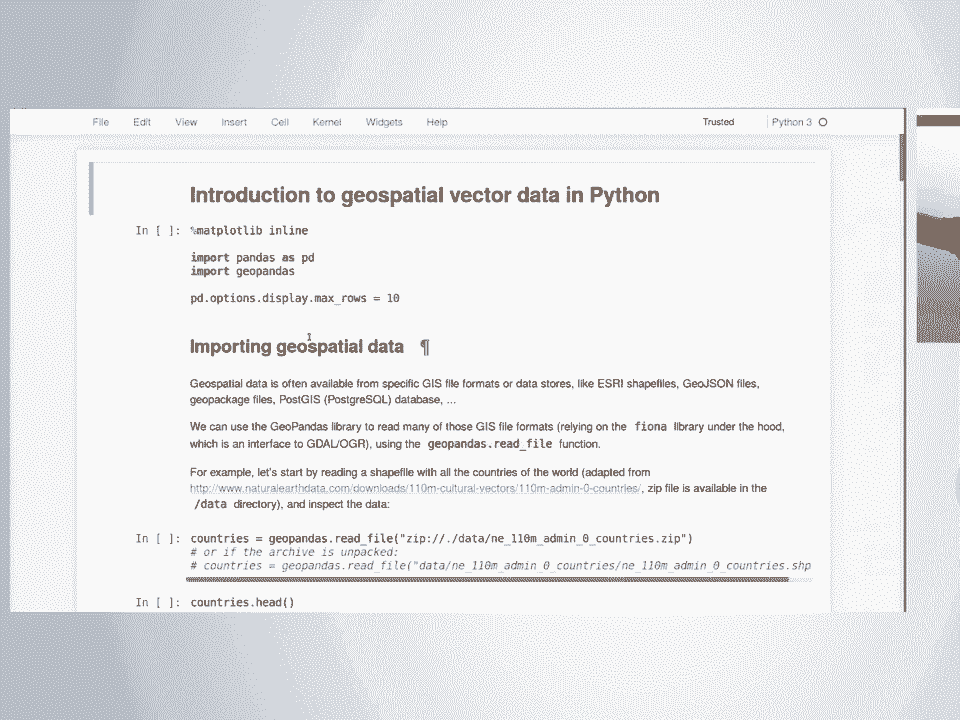 File Edit View Insert Cell Kernel Widgets Help Trusted Python 3
Introduction to geospatial vector data in Python
In [ ]: %matplotlib inline
import pandas as pd
import geopandas
pd.options.display.max_rows = 10
Importing geospatial data ¶
Geospatial data is often available from specific GIS file formats or data stores, like ESRI shapefiles, GeoJSON files,
geopackage files, PostGIS (PostgreSQL) database, ...
We can use the GeoPandas library to read many of those GIS file formats (relying on the fiona library under the hood,
which is an interface to GDAL/OGR), using the geopandas.read_file function.
For example, let's start by reading a shapefile with all the countries of the world (adapted from
http://www.naturalearthdata.com/downloads/110m-cultural-vectors/110m-admin-0-countries/, zip file is available in the
/data directory), and inspect the data:
In [ ]: countries = geopandas.read_file("zip://./data/ne_110m_admin_0_countries.zip")
# or if the archive is unpacked:
# countries = geopandas.read_file("data/ne_110m_admin_0_countries/ne_110m_admin_0_countries.shp
In [ ]: countries.head()